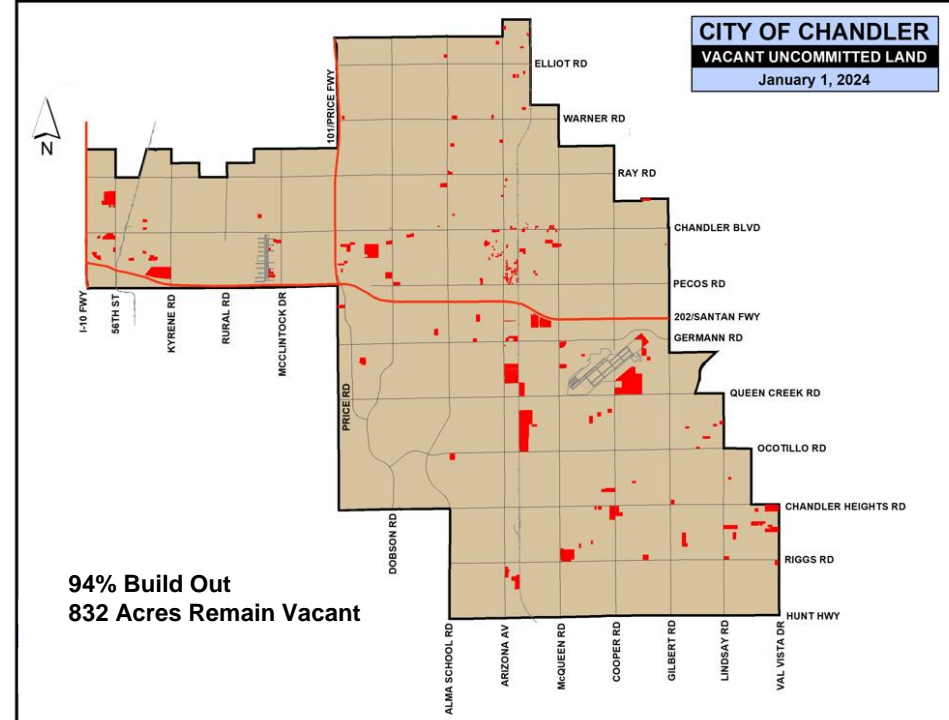 CITY OF CHANDLER
VACANT UNCOMMITTED LAND
January 1, 2024
N
101/PRICE FWY
ELLIOT RD
WARNER RD
RAY RD
CHANDLER BLVD
PECOS RD
202/SANTAN FWY
GERMANN RD
QUEEN CREEK RD
OCOTILLO RD
CHANDLER HEIGHTS RD
RIGGS RD
HUNT HWY
I-10 FWY
56TH ST
KYRENE RD
RURAL RD
MCCLINTOCK DR
PRICE RD
DOBSON RD
ALMA SCHOOL RD
ARIZONA AV
McQUEEN RD
COOPER RD
GILBERT RD
LINDSAY RD
VAL VISTA DR
94% Build Out
832 Acres Remain Vacant